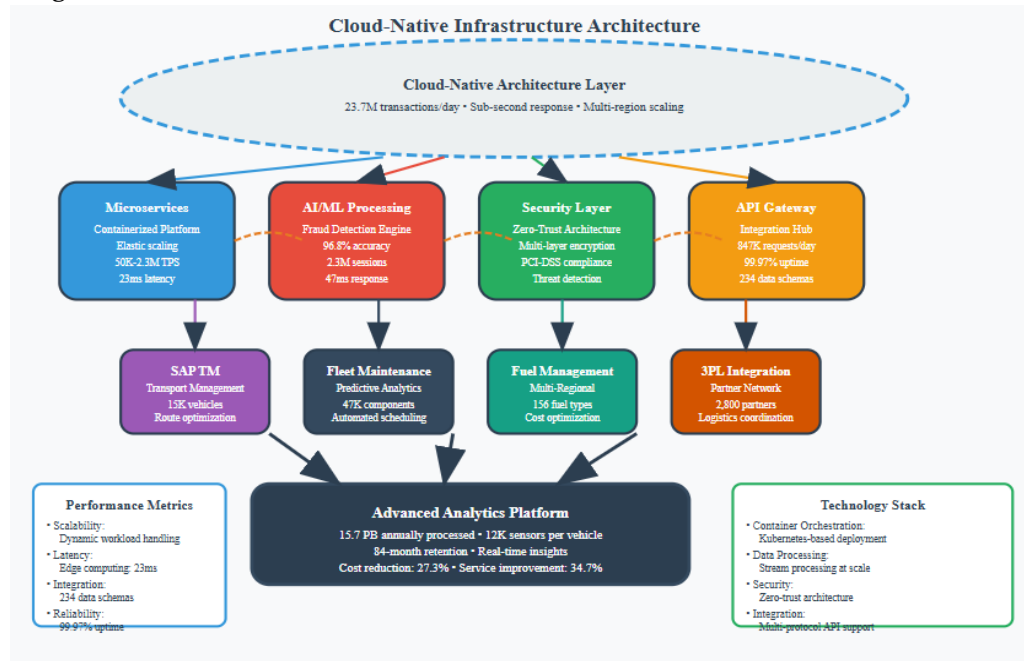 Cloud-Native Infrastructure Architecture
Cloud-Native Architecture Layer
23.7M transactions/day • Sub-second response • Multi-region scaling
Microservices
Containerized Platform
Elastic scaling
50K-2.3M TPS
23ms latency
AI/ML Processing
Fraud Detection Engine
96.8% accuracy
2.3M sessions
47ms response
Security Layer
Zero-Trust Architecture
Multi-layer encryption
PCI-DSS compliance
Threat detection
API Gateway
Integration Hub
847K requests/day
99.97% uptime
234 data schemas
SAP TM
Transport Management
15K vehicles
Route optimization
Fleet Maintenance
Predictive Analytics
47K components
Automated scheduling
Fuel Management
Multi-Regional
156 fuel types
Cost optimization
3PL Integration
Partner Network
2,800 partners
Logistics coordination
Performance Metrics
• Scalability:
Dynamic workload handling
• Latency:
Edge computing: 23ms
• Integration:
234 data schemas
• Reliability:
99.97% uptime
Advanced Analytics Platform
15.7 PB annually processed • 12K sensors per vehicle
84-month retention • Real-time insights
Cost reduction: 27.3% • Service improvement: 34.7%
Technology Stack
• Container Orchestration:
Kubernetes-based deployment
• Data Processing:
Stream processing at scale
• Security:
Zero-trust architecture
• Integration:
Multi-protocol API support